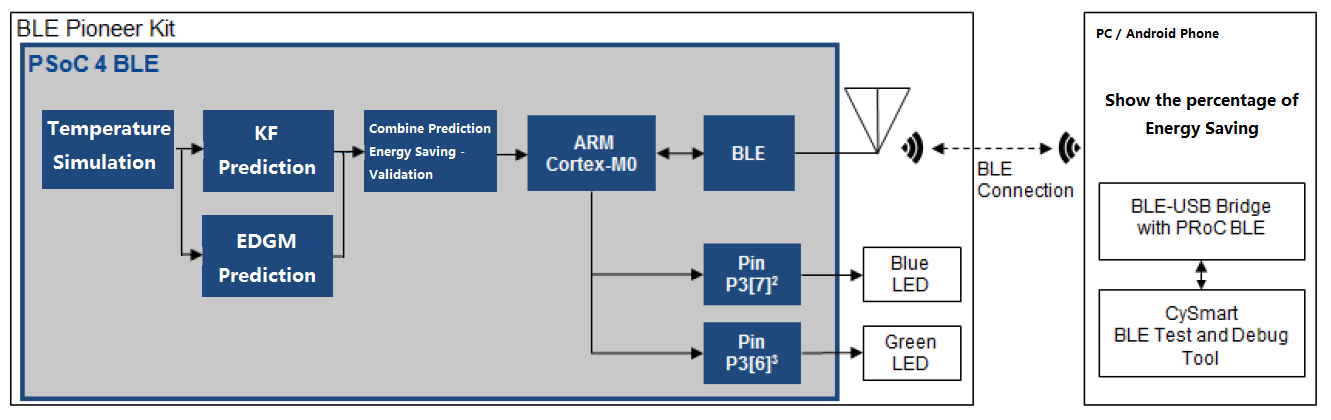 BLE Pioneer Kit
PSoC 4 BLE
Temperature
Simulation
KF
Prediction
EDGM
Prediction
Combine Prediction
Energy Saving -
Validation
ARM
Cortex-M0
BLE
Pin
P3[7]²
Pin
P3[6]³
Blue
LED
Green
LED
BLE
Connection
PC / Android Phone
Show the percentage of
Energy Saving
BLE-USB Bridge
with PRoC BLE
CySmart
BLE Test and Debug
Tool